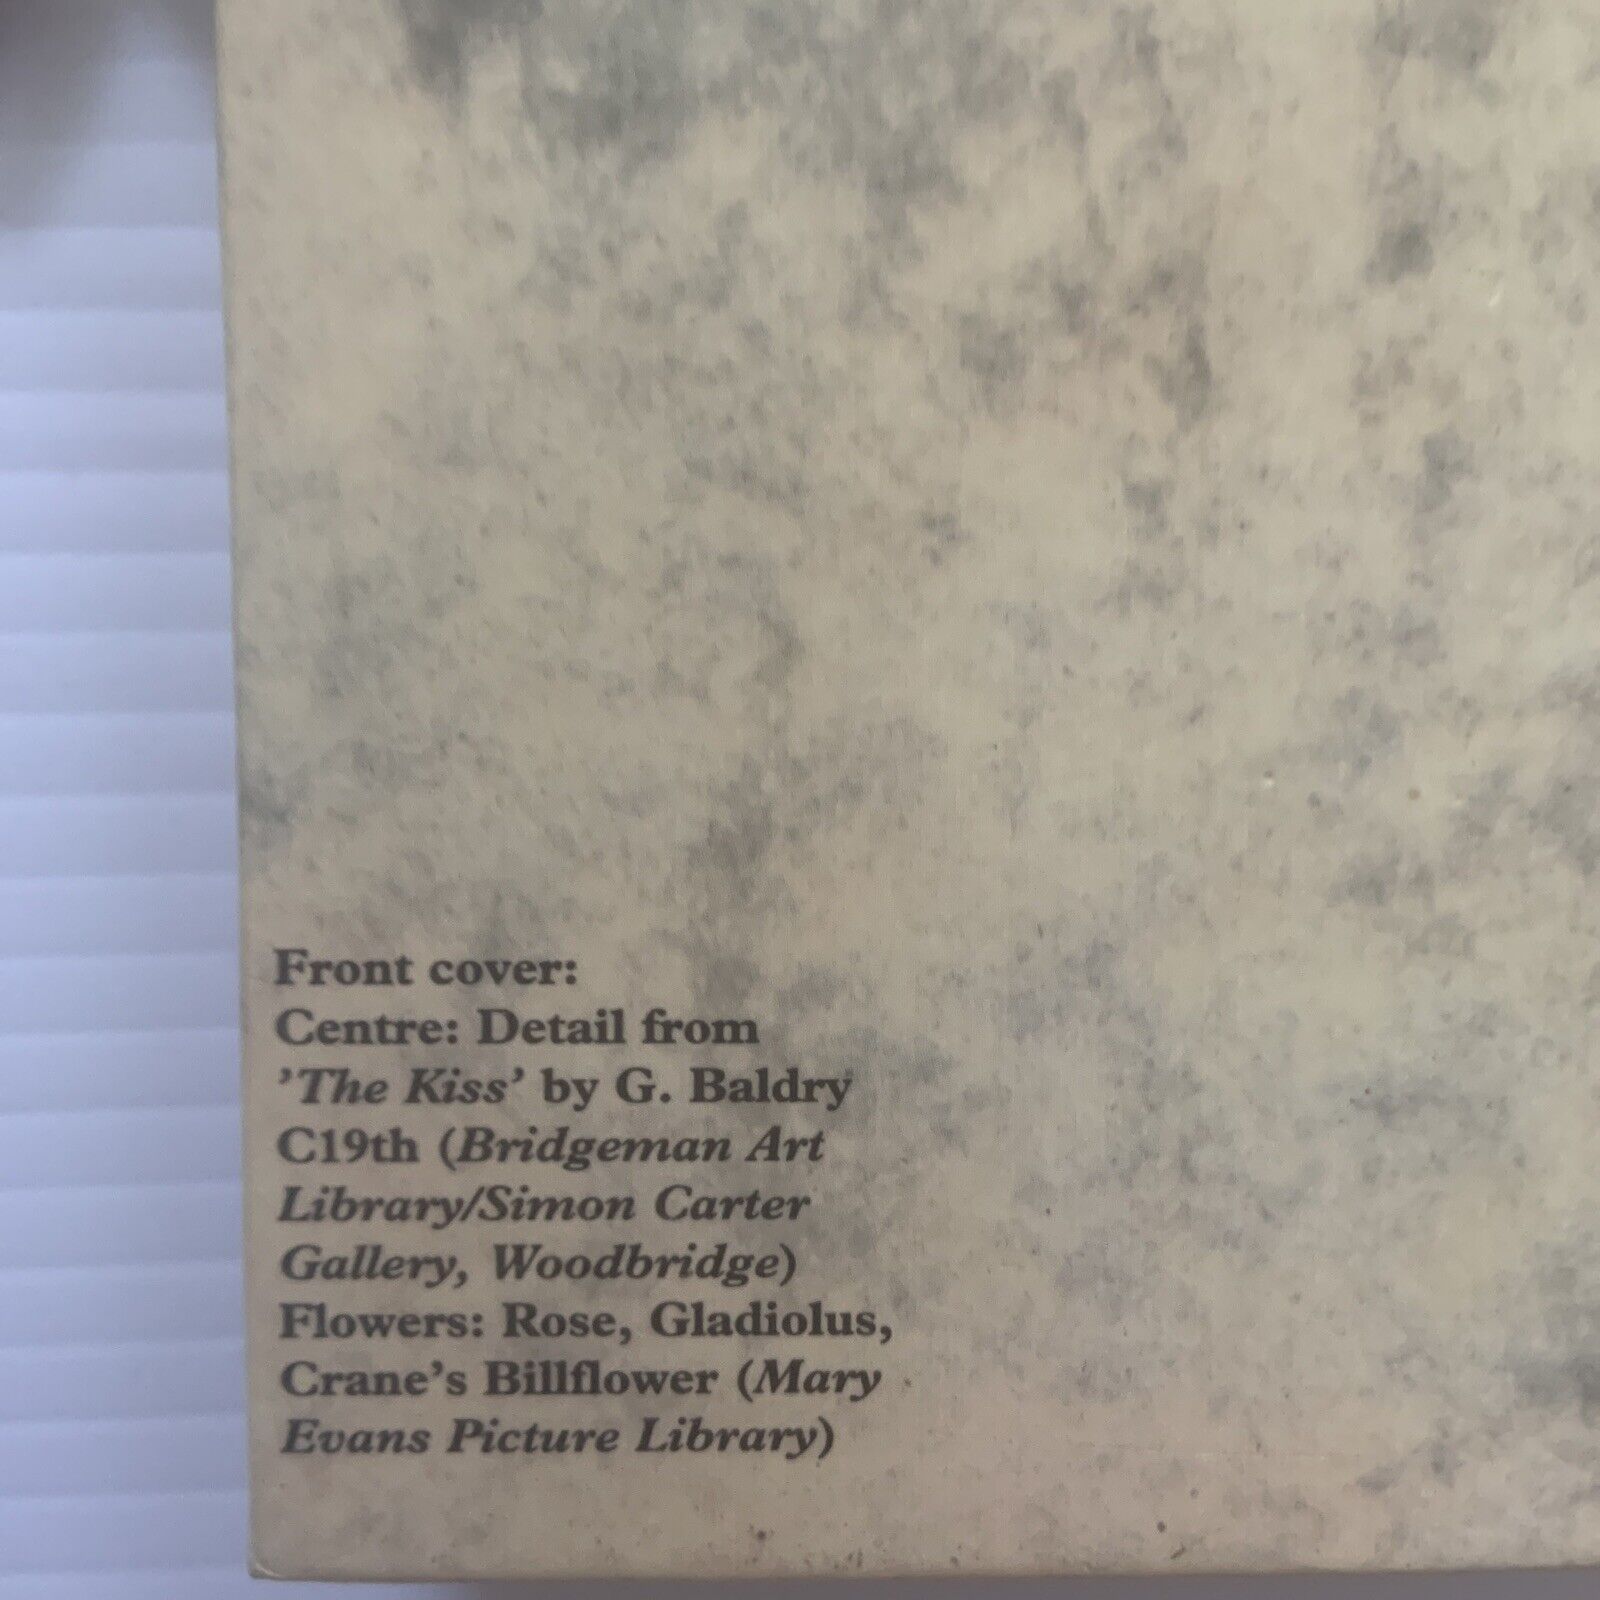 Front cover:
Centre: Detail from
’The Kiss’ by G. Baldry
C19th (Bridgeman Art
Library/Simon Carter
Gallery, Woodbridge)
Flowers: Rose, Gladiolus,
Crane’s Billflower (Mary
Evans Picture Library)